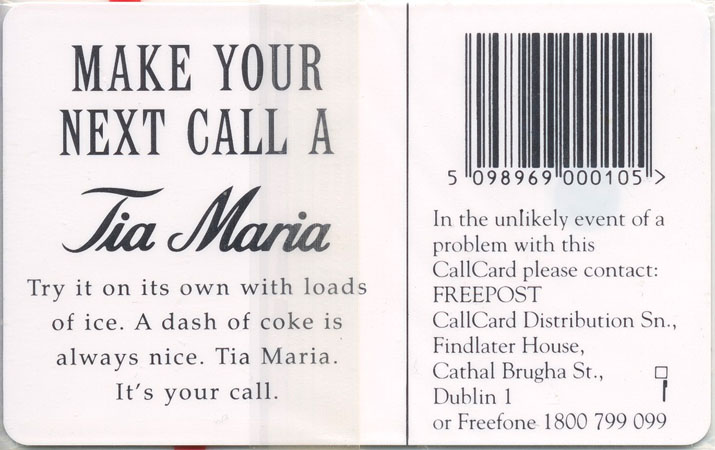 MAKE YOUR
NEXT CALL A
Tia Maria
Try it on its own with loads
of ice. A dash of coke is
always nice. Tia Maria.
It's your call.
5 098969 000105 >
In the unlikely event of a
problem with this
CallCard please contact:
FREEPOST
CallCard Distribution Sn.,
Findlater House,
Cathal Brugha St.,
Dublin 1
or Freefone 1800 799 099